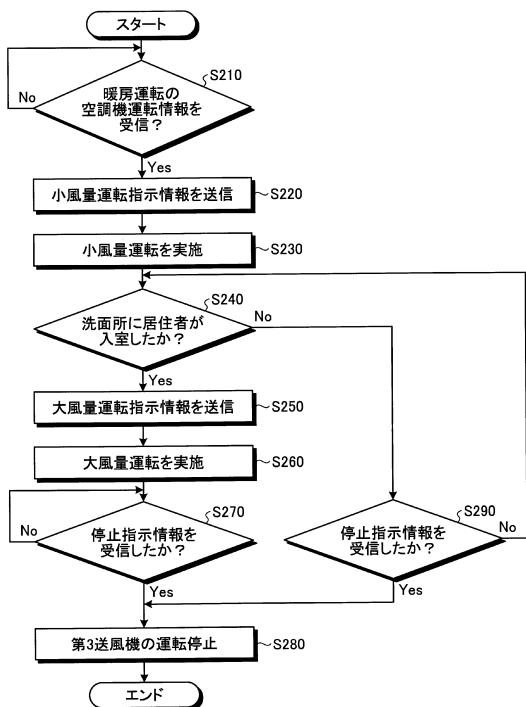 スタート
S210
暖房運転の
空調機運転情報を
受信？
No
Yes
小風量運転指示情報を送信
S220
小風量運転を実施
S230
S240
洗面所に居住者が
入室したか？
No
Yes
大風量運転指示情報を送信
S250
大風量運転を実施
S260
S270
停止指示情報を
受信したか？
No
Yes
S290
停止指示情報を
受信したか？
No
Yes
第3送風機の運転停止
S280
エンド